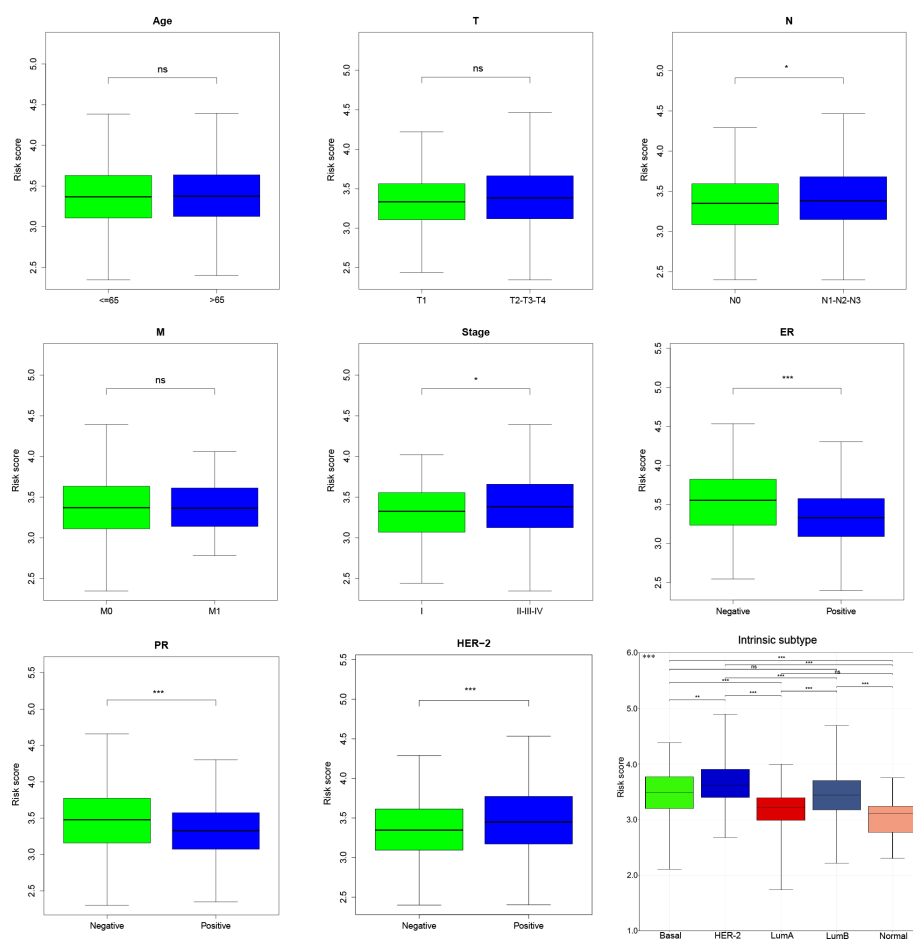 Age
Risk score
5.0
4.5
4.0
3.5
3.0
2.5
ns
<=65
>65
T
Risk score
5.0
4.5
4.0
3.5
3.0
2.5
ns
T1
T2-T3-T4
N
Risk score
5.0
4.5
4.0
3.5
3.0
2.5
*
N0
N1-N2-N3
M
Risk score
5.0
4.5
4.0
3.5
3.0
2.5
ns
M0
M1
Stage
Risk score
5.0
4.5
4.0
3.5
3.0
2.5
*
I
II-III-IV
ER
Risk score
5.5
5.0
4.5
4.0
3.5
3.0
2.5
***
Negative
Positive
PR
Risk score
5.5
5.0
4.5
4.0
3.5
3.0
2.5
***
Negative
Positive
HER−2
Risk score
5.5
5.0
4.5
4.0
3.5
3.0
2.5
***
Negative
Positive
Intrinsic subtype
Risk score
6.0
5.0
4.0
3.0
2.0
1.0
***
***
***
ns
ns
***
***
**
***
***
***
Basal
HER-2
LumA
LumB
Normal